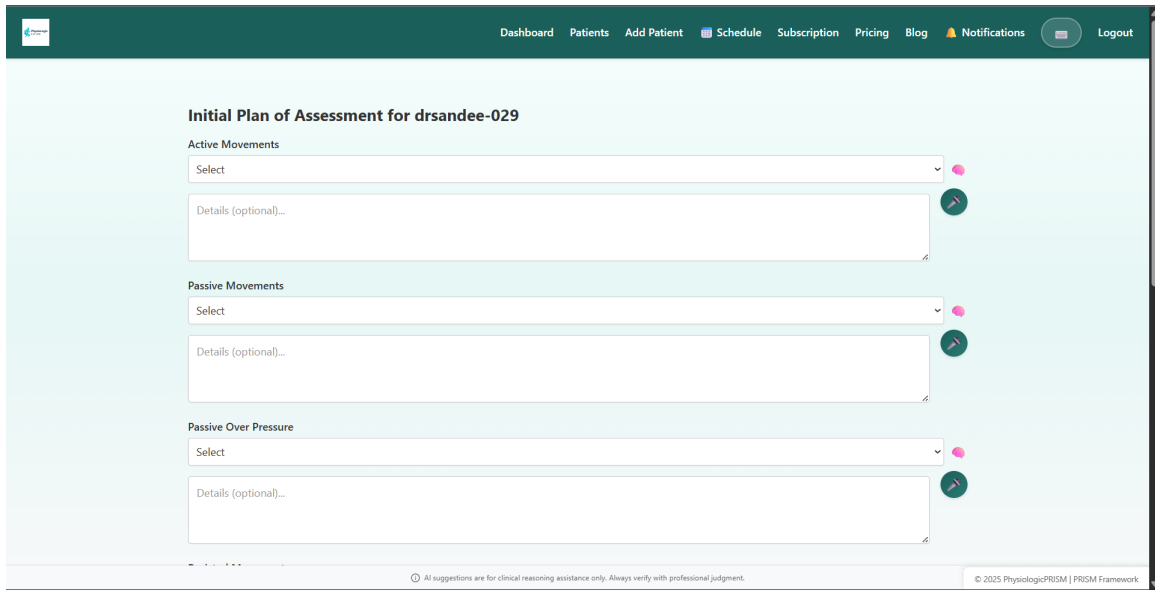 Dashboard Patients Add Patient Schedule Subscription Pricing Blog Notifications Logout
Initial Plan of Assessment for drsandee-029
Active Movements
Select
Details (optional)...
Passive Movements
Select
Details (optional)...
Passive Over Pressure
Select
Details (optional)...
AI suggestions are for clinical reasoning assistance only. Always verify with professional judgment.
© 2025 PhysiologicPRISM | PRISM Framework